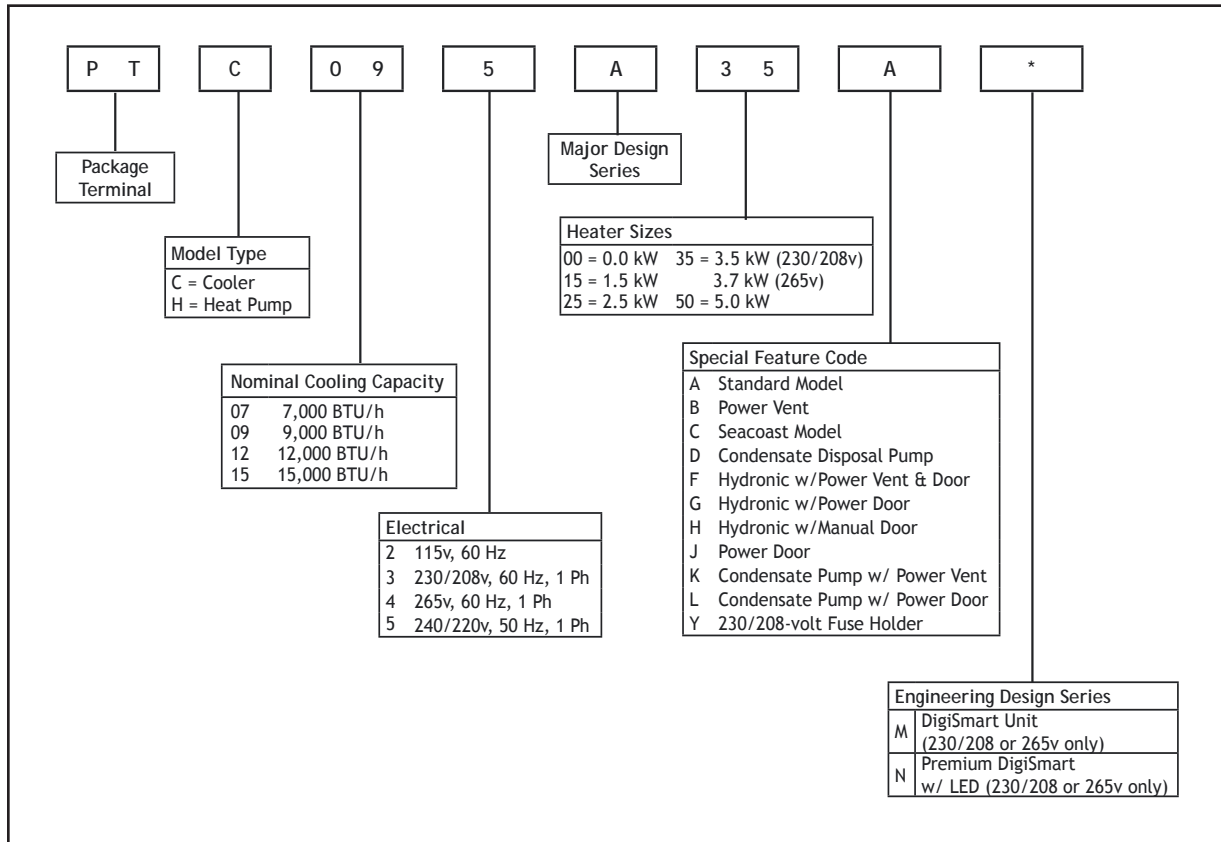 P T C 0 9 5 A 3 5 A *
Package
Terminal
Major Design
Series
Model Type
C = Cooler
H = Heat Pump
Heater Sizes
00 = 0.0 kW 35 = 3.5 kW (230/208v)
15 = 1.5 kW 3.7 kW (265v)
25 = 2.5 kW 50 = 5.0 kW
Nominal Cooling Capacity
07 7,000 BTU/h
09 9,000 BTU/h
12 12,000 BTU/h
15 15,000 BTU/h
Special Feature Code
A Standard Model
B Power Vent
C Seacoast Model
D Condensate Disposal Pump
F Hydronic w/Power Vent & Door
G Hydronic w/Power Door
H Hydronic w/Manual Door
J Power Door
K Condensate Pump w/ Power Vent
L Condensate Pump w/ Power Door
Y 230/208-volt Fuse Holder
Electrical
2 115v, 60 Hz
3 230/208v, 60 Hz, 1 Ph
4 265v, 60 Hz, 1 Ph
5 240/220v, 50 Hz, 1 Ph
Engineering Design Series
M DigiSmart Unit
(230/208 or 265v only)
N Premium DigiSmart
w/ LED (230/208 or 265v only)